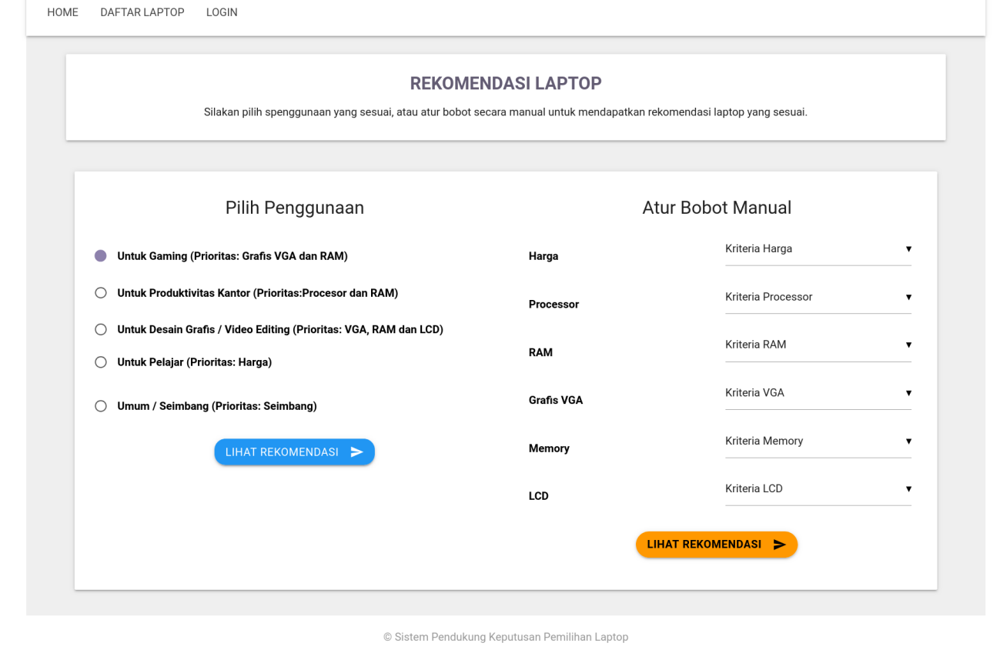 HOME DAFTAR LAPTOP LOGIN
REKOMENDASI LAPTOP
Silakan pilih spenggunaan yang sesuai, atau atur bobot secara manual untuk mendapatkan rekomendasi laptop yang sesuai.
Pilih Penggunaan
Untuk Gaming (Prioritas: Grafis VGA dan RAM)
Untuk Produktivitas Kantor (Prioritas:Procesor dan RAM)
Untuk Desain Grafis / Video Editing (Prioritas: VGA, RAM dan LCD)
Untuk Pelajar (Prioritas: Harga)
Umum / Seimbang (Prioritas: Seimbang)
LIHAT REKOMENDASI
Atur Bobot Manual
Harga Kriteria Harga
Processor Kriteria Processor
RAM Kriteria RAM
Grafis VGA Kriteria VGA
Memory Kriteria Memory
LCD Kriteria LCD
LIHAT REKOMENDASI
© Sistem Pendukung Keputusan Pemilihan Laptop